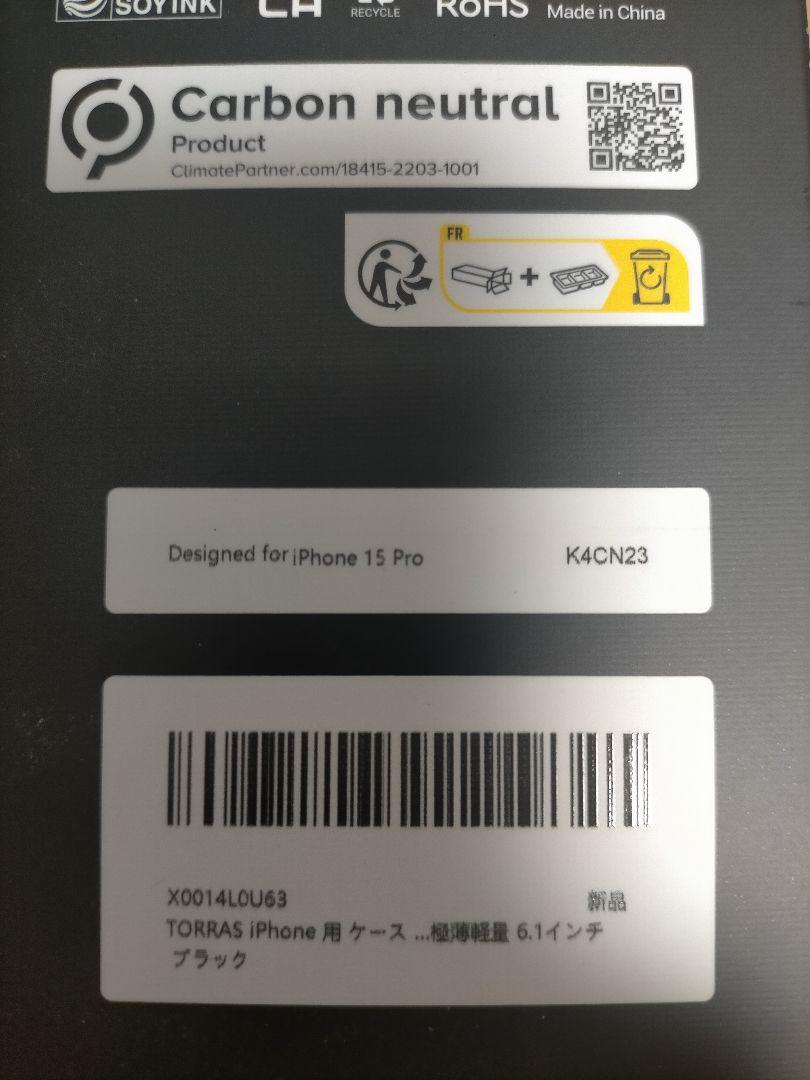 SOYINK
RECYCLE
RoHS
Made in China
Carbon neutral
Product
ClimatePartner.com/18415-2203-1001
FR
Designed for iPhone 15 Pro
K4CN23
X0014L0U63
新品
TORRAS iPhone 用 ケース ...極薄軽量 6.1インチ
ブラック